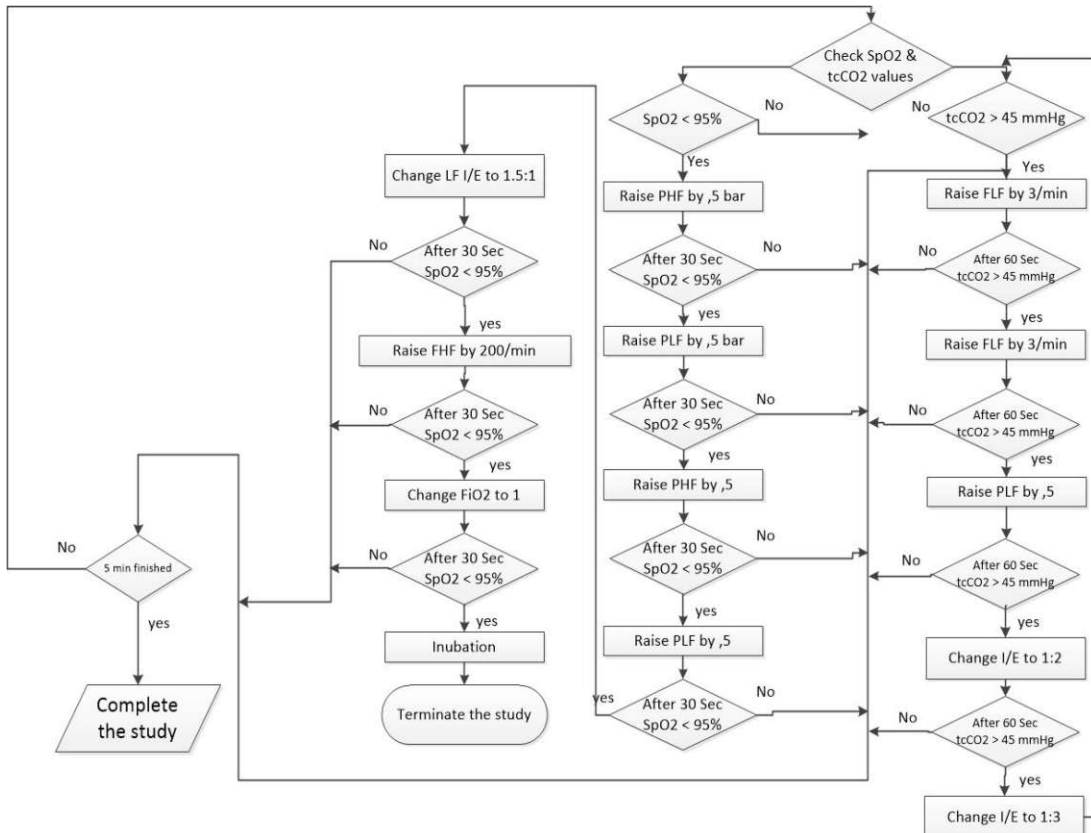 Check SpO2 &
tcCO2 values
SpO2 < 95%
No
No
tcCO2 > 45 mmHg
Yes
Yes
Change LF I/E to 1.5:1
Raise PHF by ,5 bar
Raise FLF by 3/min
No
After 30 Sec
SpO2 < 95%
After 30 Sec
SpO2 < 95%
No
No
After 60 Sec
tcCO2 > 45 mmHg
yes
yes
yes
Raise FHF by 200/min
Raise PLF by ,5 bar
Raise FLF by 3/min
No
After 30 Sec
SpO2 < 95%
After 30 Sec
SpO2 < 95%
No
No
After 60 Sec
tcCO2 > 45 mmHg
yes
yes
yes
Change FiO2 to 1
Raise PHF by ,5
Raise PLF by ,5
No
5 min finished
No
After 30 Sec
SpO2 < 95%
After 30 Sec
SpO2 < 95%
No
No
After 60 Sec
tcCO2 > 45 mmHg
yes
yes
yes
yes
Inubation
Raise PLF by ,5
Change I/E to 1:2
Complete
the study
Terminate the study
yes
After 30 Sec
SpO2 < 95%
No
No
After 60 Sec
tcCO2 > 45 mmHg
yes
Change I/E to 1:3